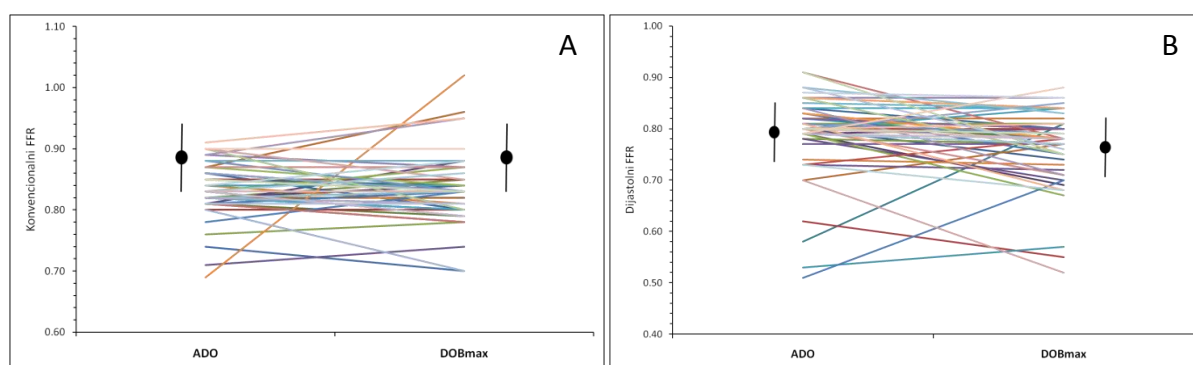 A
Konvencionalni FFR
1.10
1.00
0.90
0.80
0.70
0.60
ADO
DOBmax
B
Dijastolni FFR
1.00
0.90
0.80
0.70
0.60
0.50
0.40
ADO
DOBmax